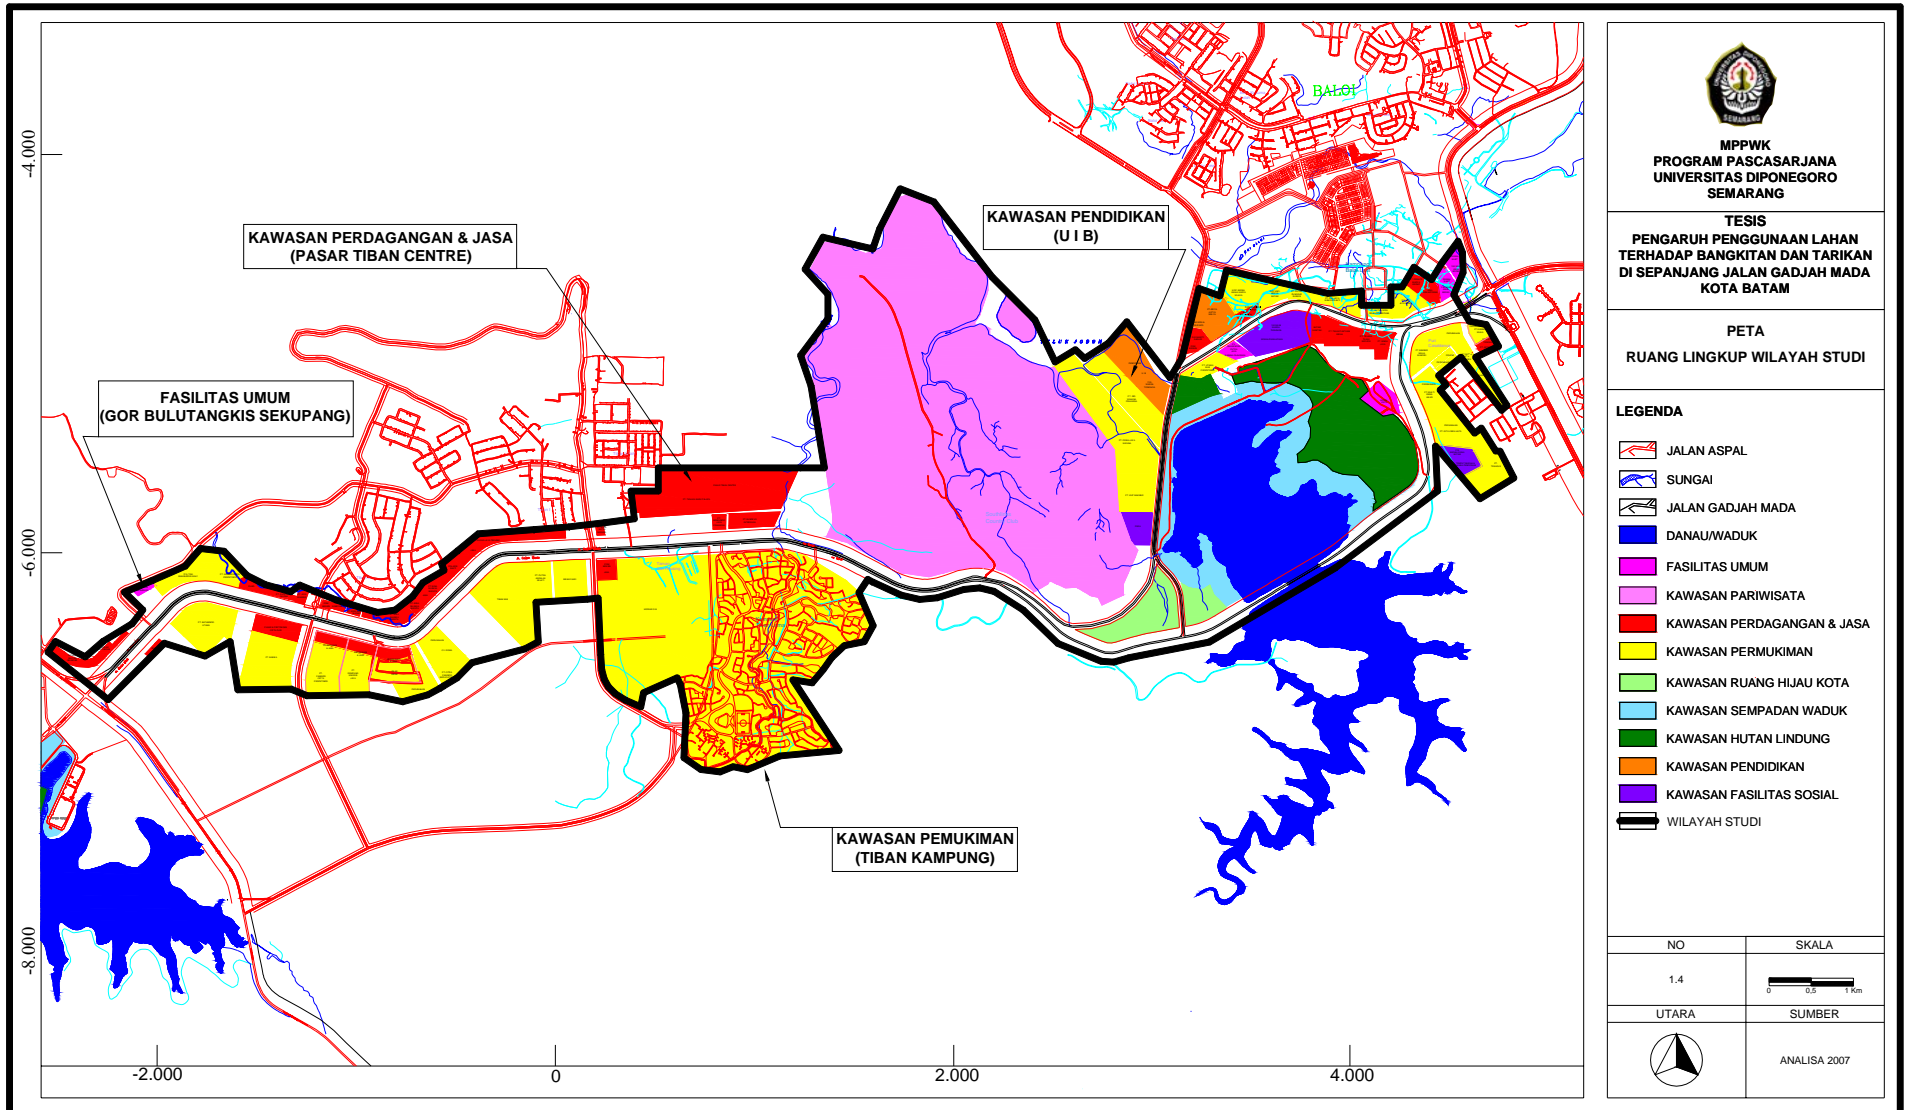 BALOI
KAWASAN PENDIDIKAN
(U I B)
KAWASAN PERDAGANGAN & JASA
(PASAR TIBAN CENTRE)
FASILITAS UMUM
(GOR BULUTANGKIS SEKUPANG)
KAWASAN PEMUKIMAN
(TIBAN KAMPUNG)
-4.000
-6.000
-8.000
-2.000
0
2.000
4.000
UNIVERSITAS DIPONEGORO
SEMARANG
MPPWK
PROGRAM PASCASARJANA
UNIVERSITAS DIPONEGORO
SEMARANG
TESIS
PENGARUH PENGGUNAAN LAHAN
TERHADAP BANGKITAN DAN TARIKAN
DI SEPANJANG JALAN GADJAH MADA
KOTA BATAM
PETA
RUANG LINGKUP WILAYAH STUDI
LEGENDA
JALAN ASPAL
SUNGAI
JALAN GADJAH MADA
DANAU/WADUK
FASILITAS UMUM
KAWASAN PARIWISATA
KAWASAN PERDAGANGAN & JASA
KAWASAN PERMUKIMAN
KAWASAN RUANG HIJAU KOTA
KAWASAN SEMPADAN WADUK
KAWASAN HUTAN LINDUNG
KAWASAN PENDIDIKAN
KAWASAN FASILITAS SOSIAL
WILAYAH STUDI
NO
SKALA
1.4
0 0,5 1 Km
UTARA
SUMBER
ANALISA 2007